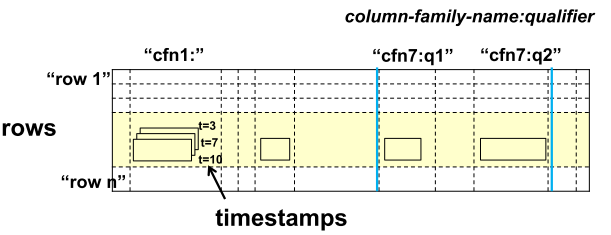 column-family-name:qualifier
“cfn1:” “cfn7:q1” “cfn7:q2”
“row 1”
rows
t=3
t=7
t=10
“row n”
timestamps